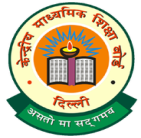 केन्द्रीय माध्यमिक शिक्षा बोर्ड
दिल्ली
असतो मा सद्गमय